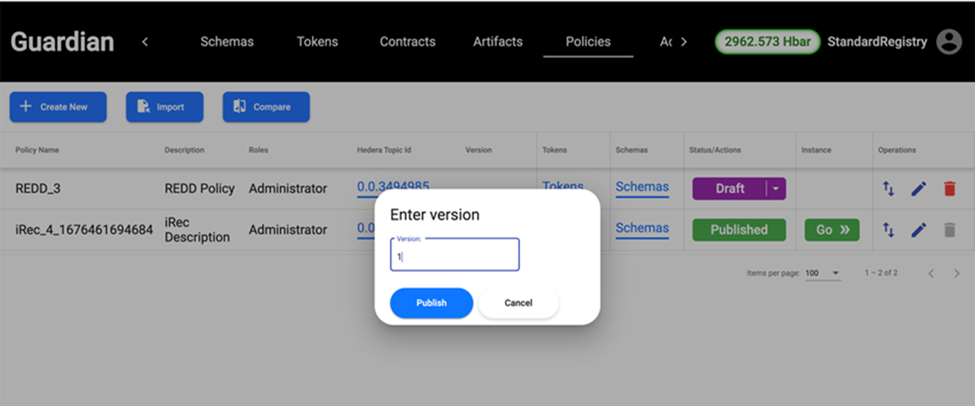 Guardian
Schemas Tokens Contracts Artifacts Policies Ac 2962.573 Hbar StandardRegistry
Create New Import Compare
Policy Name Description Roles Hedera Topic Id Version Tokens Schemas Status/Actions Instance Operations
REDD_3 REDD Policy Administrator 0.0.3494985 Tokens Schemas Draft
iRec_4_1676461694684 iRec Description Administrator 0.0 Schemas Published Go
Enter version
Version:
1
Publish Cancel
Items per page: 100 1 – 2 of 2